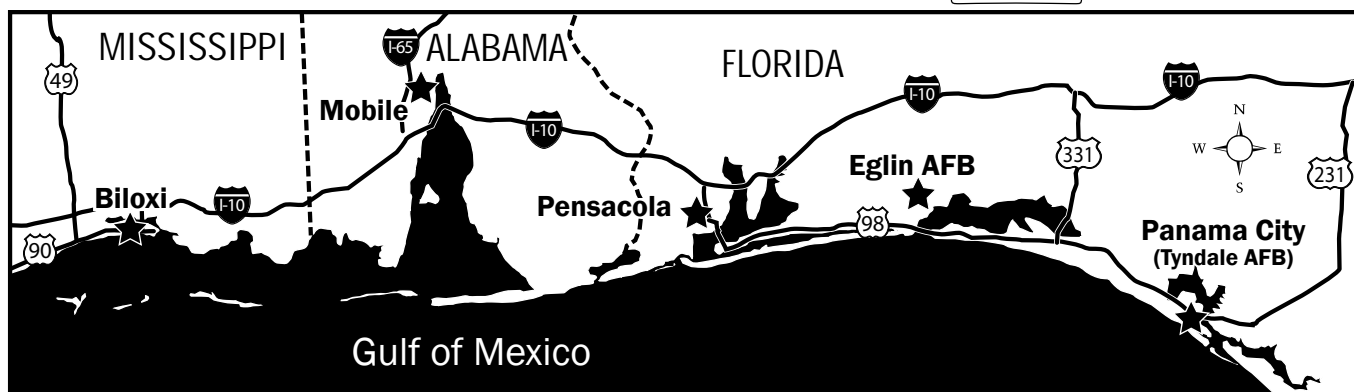 MISSISSIPPI
ALABAMA
FLORIDA
I-65
49
Mobile
I-10
I-10
I-10
N
W E
S
331
231
Eglin AFB
Biloxi
I-10
Pensacola
98
90
Panama City
(Tyndale AFB)
Gulf of Mexico